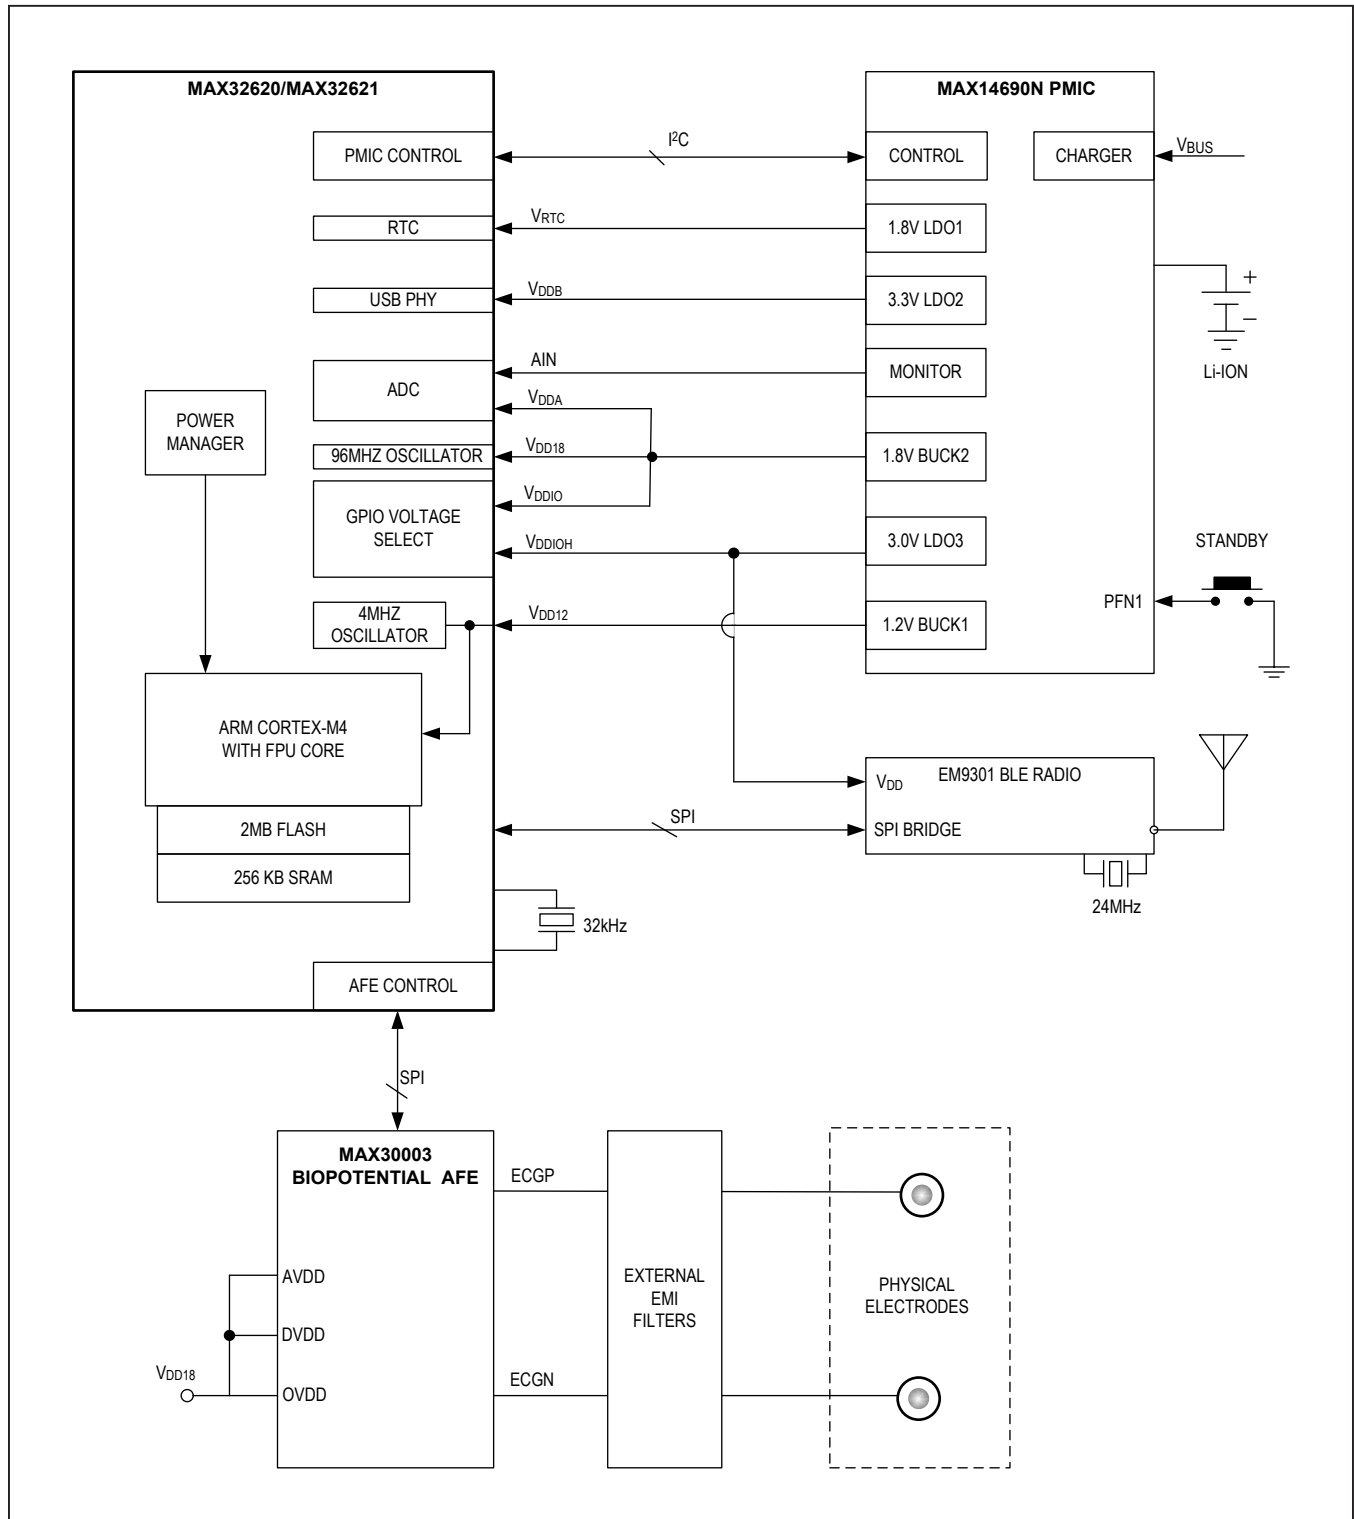 MAX32620/MAX32621
MAX14690N PMIC
PMIC CONTROL
I²C
CONTROL
CHARGER
VBUS
RTC
VRTC
1.8V LDO1
USB PHY
VDDB
3.3V LDO2
+
−
Li-ION
ADC
AIN
MONITOR
VDDA
POWER
MANAGER
96MHZ OSCILLATOR
VDD18
1.8V BUCK2
GPIO VOLTAGE
SELECT
VDDIO
VDDIOH
3.0V LDO3
STANDBY
PFN1
4MHZ
OSCILLATOR
VDD12
1.2V BUCK1
ARM CORTEX-M4
WITH FPU CORE
2MB FLASH
256 KB SRAM
EM9301 BLE RADIO
VDD
SPI
SPI BRIDGE
24MHz
32kHz
AFE CONTROL
SPI
MAX30003
BIOPOTENTIAL AFE
ECGP
AVDD
DVDD
OVDD
VDD18
ECGN
EXTERNAL
EMI
FILTERS
PHYSICAL
ELECTRODES